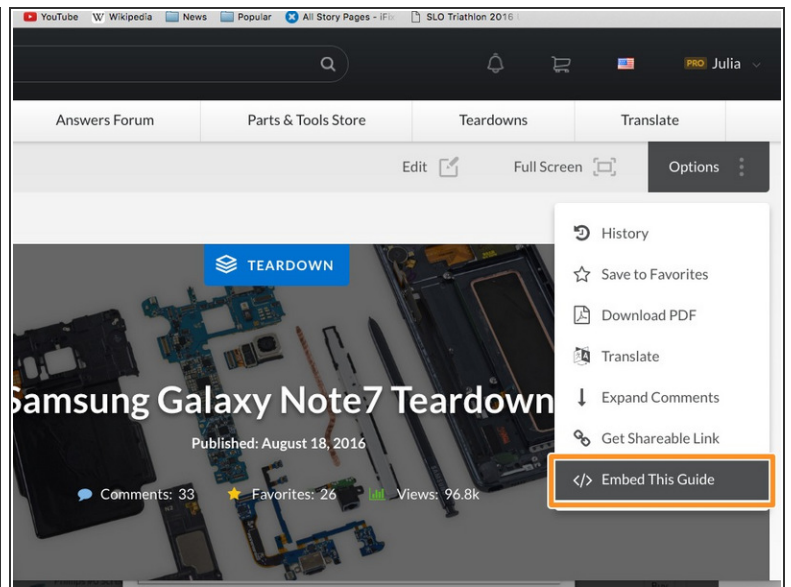 YouTube W Wikipedia News Popular All Story Pages - iFi SLO Triathlon 2016
PRO Julia
Answers Forum Parts & Tools Store Teardowns Translate
Edit Full Screen Options
History
Save to Favorites
Download PDF
Translate
Expand Comments
Get Shareable Link
</> Embed This Guide
TEARDOWN
Samsung Galaxy Note7 Teardown
Published: August 18, 2016
Comments: 33 Favorites: 26 Views: 96.8k